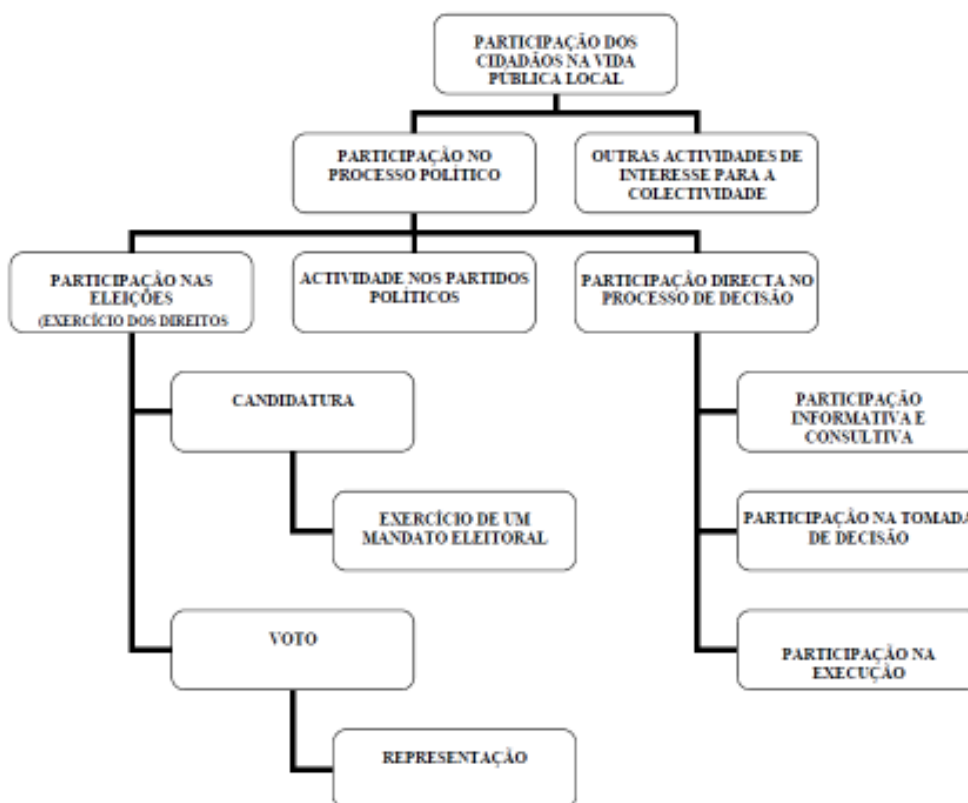 PARTICIPAÇÃO DOS
CIDADÃOS NA VIDA
PÚBLICA LOCAL
PARTICIPAÇÃO NO
PROCESSO POLÍTICO
OUTRAS ACTIVIDADES DE
INTERESSE PARA A
COLECTIVIDADE
PARTICIPAÇÃO NAS
ELEIÇÕES
(EXERCÍCIO DOS DIREITOS
ACTIVIDADE NOS PARTIDOS
POLÍTICOS
PARTICIPAÇÃO DIRECTA NO
PROCESSO DE DECISÃO
CANDIDATURA
EXERCÍCIO DE UM
MANDATO ELEITORAL
VOTO
REPRESENTAÇÃO
PARTICIPAÇÃO
INFORMATIVA E
CONSULTIVA
PARTICIPAÇÃO NA TOMADA
DE DECISÃO
PARTICIPAÇÃO NA
EXECUÇÃO